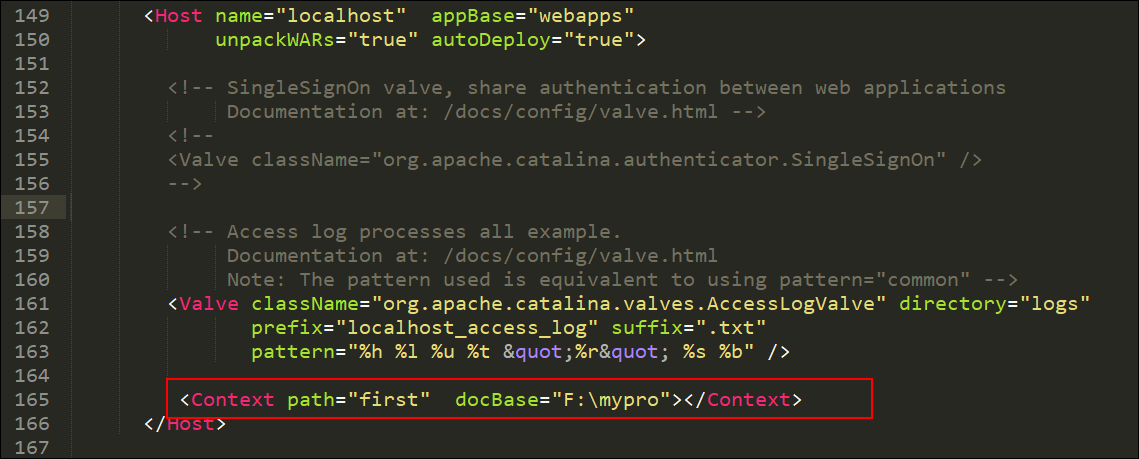 149 <Host name="localhost"  appBase="webapps"
150       unpackWARs="true" autoDeploy="true">
151
152   <!-- SingleSignOn valve, share authentication between web applications
153        Documentation at: /docs/config/valve.html -->
154   <!--
155   <Valve className="org.apache.catalina.authenticator.SingleSignOn" />
156   -->
157
158   <!-- Access log processes all example.
159        Documentation at: /docs/config/valve.html
160        Note: The pattern used is equivalent to using pattern="common" -->
161   <Valve className="org.apache.catalina.valves.AccessLogValve" directory="logs"
162          prefix="localhost_access_log" suffix=".txt"
163          pattern="%h %l %u %t &quot;%r&quot; %s %b" />
164
165    <Context path="first"  docBase="F:\mypro"></Context>
166 </Host>
167